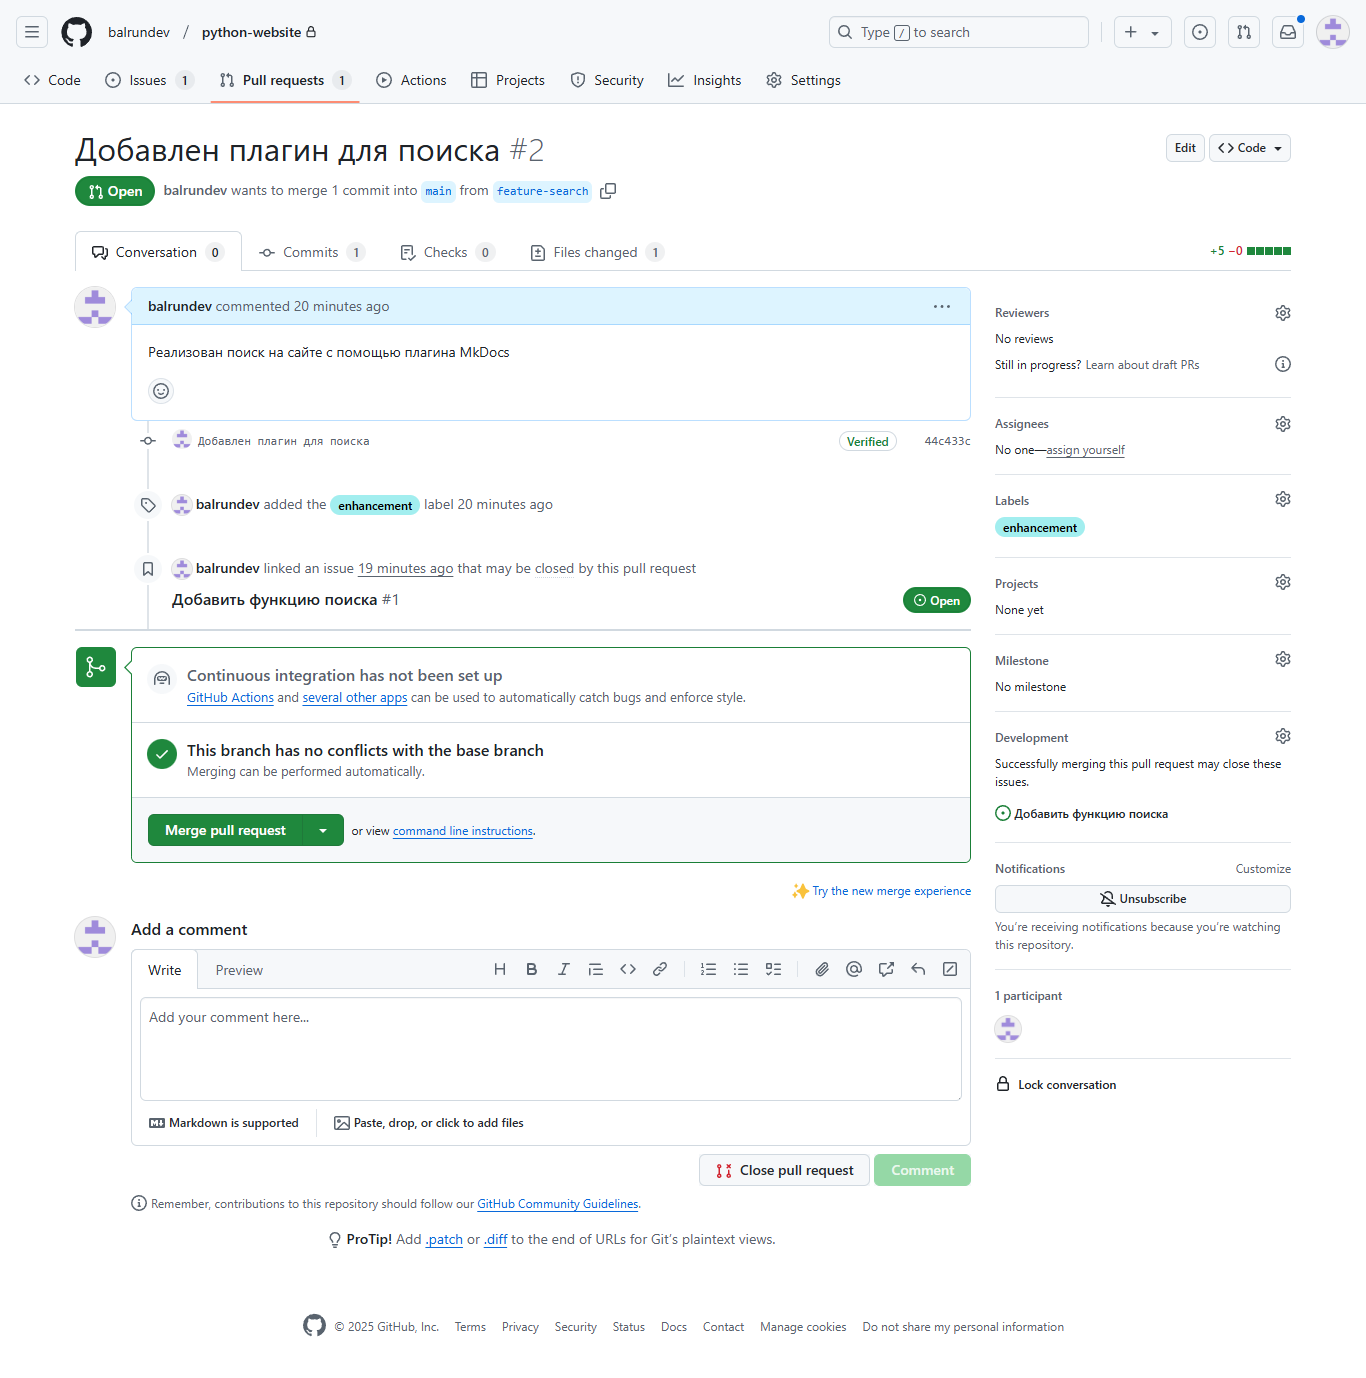 balrundev / python-website
Type / to search
Code
Issues 1
Pull requests 1
Actions
Projects
Security
Insights
Settings
Добавлен плагин для поиска #2
Edit
Code
Open
balrundev wants to merge 1 commit into main from feature-search
Conversation 0
Commits 1
Checks 0
Files changed 1
+5 −0
balrundev commented 20 minutes ago
Реализован поиск на сайте с помощью плагина MkDocs
Добавлен плагин для поиска
Verified
44c433c
balrundev added the enhancement label 20 minutes ago
balrundev linked an issue 19 minutes ago that may be closed by this pull request
Добавить функцию поиска #1
Open
Continuous integration has not been set up
GitHub Actions and several other apps can be used to automatically catch bugs and enforce style.
This branch has no conflicts with the base branch
Merging can be performed automatically.
Merge pull request
or view command line instructions.
Try the new merge experience
Add a comment
Write
Preview
Add your comment here...
Markdown is supported
Paste, drop, or click to add files
Close pull request
Comment
Remember, contributions to this repository should follow our GitHub Community Guidelines.
ProTip! Add .patch or .diff to the end of URLs for Git's plaintext views.
Reviewers
No reviews
Still in progress? Learn about draft PRs
Assignees
No one—assign yourself
Labels
enhancement
Projects
None yet
Milestone
No milestone
Development
Successfully merging this pull request may close these
issues.
Добавить функцию поиска
Notifications
Customize
Unsubscribe
You're receiving notifications because you're watching
this repository.
1 participant
Lock conversation
© 2025 GitHub, Inc.
Terms
Privacy
Security
Status
Docs
Contact
Manage cookies
Do not share my personal information